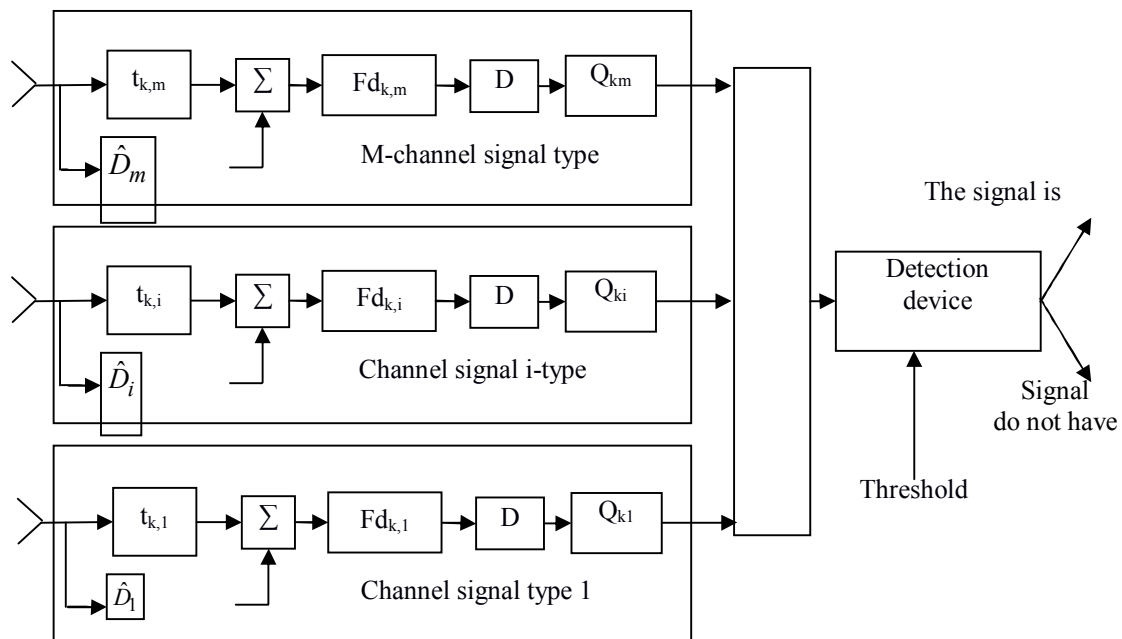 t_{k,m} Σ Fd_{k,m} D Q_{km}
D̂_m
M-channel signal type
t_{k,i} Σ Fd_{k,i} D Q_{ki}
D̂_i
Channel signal i-type
t_{k,1} Σ Fd_{k,1} D Q_{k1}
D̂_1
Channel signal type 1
The signal is
Detection
device
Signal
do not have
Threshold